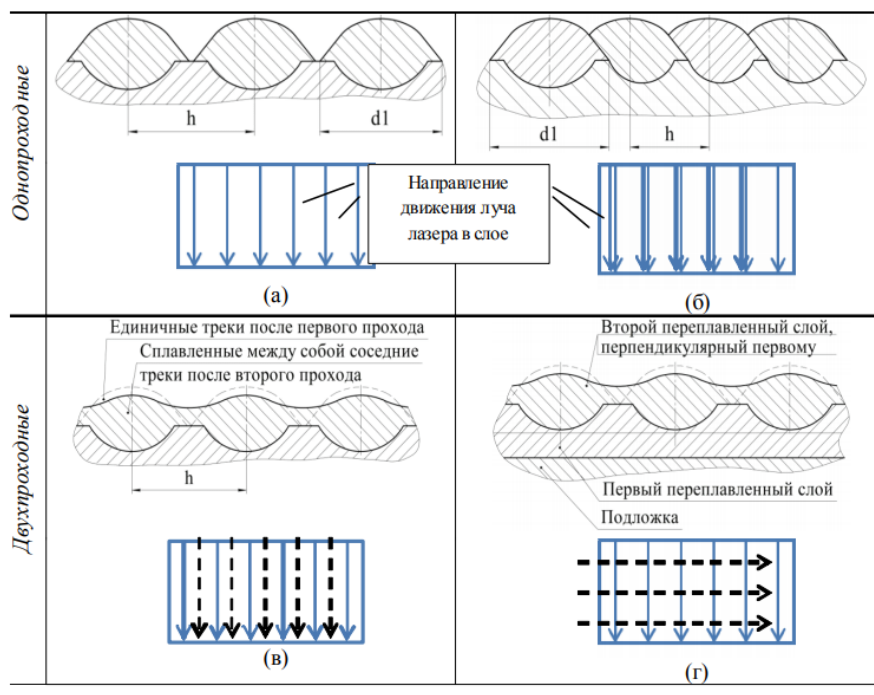 Однопроходные
h
d1
d1
h
Направление
движения луча
лазера в слое
(а)
(б)
Двухпроходные
Единичные треки после первого прохода
Сплавленные между собой соседние
треки после второго прохода
h
(в)
Второй переплавленный слой,
перпендикулярный первому
Первый переплавленный слой
Подложка
(г)